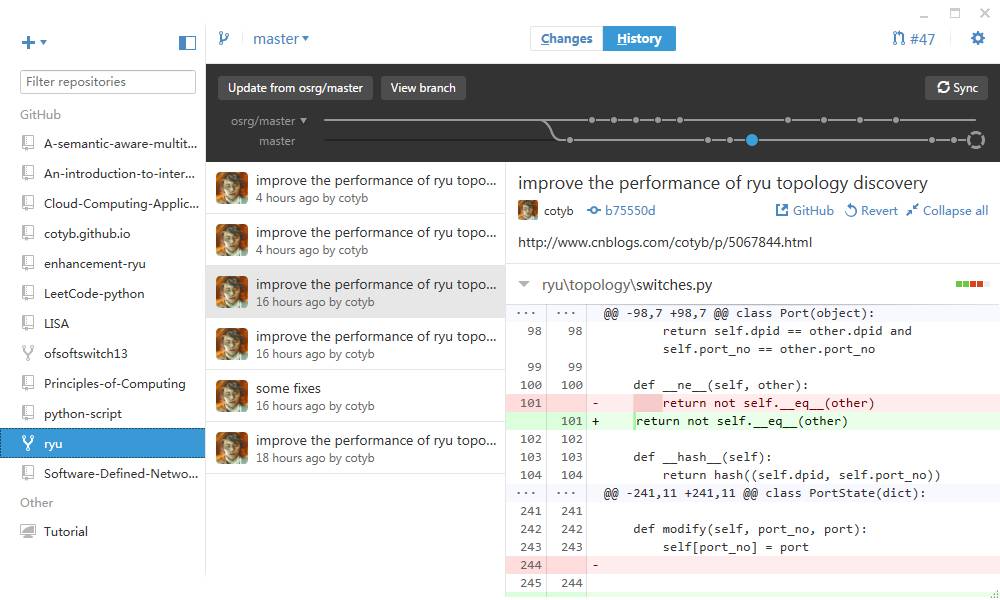 master
Changes
History
#47
Filter repositories
Update from osrg/master
View branch
Sync
osrg/master
master
GitHub
A-semantic-aware-multit...
An-introduction-to-inter...
Cloud-Computing-Applic...
cotyb.github.io
enhancement-ryu
LeetCode-python
LISA
ofsoftswitch13
Principles-of-Computing
python-script
ryu
Software-Defined-Netwo...
Other
Tutorial
improve the performance of ryu topo...
4 hours ago by cotyb
improve the performance of ryu topo...
4 hours ago by cotyb
improve the performance of ryu topo...
16 hours ago by cotyb
improve the performance of ryu topo...
16 hours ago by cotyb
some fixes
16 hours ago by cotyb
improve the performance of ryu topo...
18 hours ago by cotyb
improve the performance of ryu topology discovery
cotyb b75550d GitHub Revert Collapse all
http://www.cnblogs.com/cotyb/p/5067844.html
ryu\topology\switches.py
... ... @@ -98,7 +98,7 @@ class Port(object):
98 98 return self.dpid == other.dpid and
self.port_no == other.port_no
99 99
100 100 def __ne__(self, other):
101 - return not self.__eq__(other)
101 + return not self.__eq__(other)
102 102
103 103 def __hash__(self):
104 104 return hash((self.dpid, self.port_no))
... ... @@ -241,11 +241,11 @@ class PortState(dict):
241 241
242 242 def modify(self, port_no, port):
243 243 self[port_no] = port
244 -
245 244